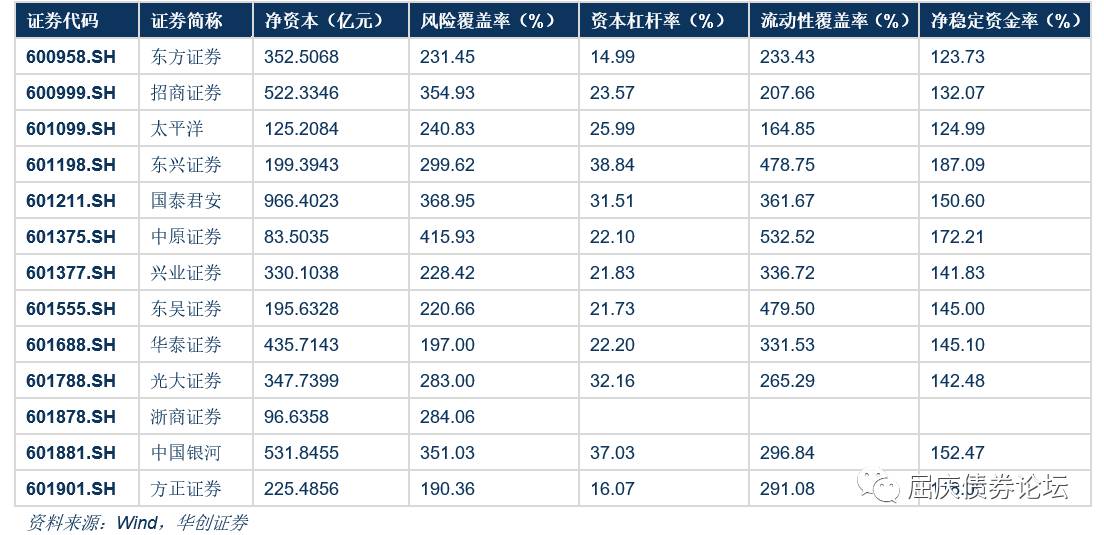 证券代码 证券简称 净资本（亿元） 风险覆盖率（%） 资本杠杆率（%） 流动性覆盖率（%） 净稳定资金率（%）
600958.SH 东方证券 352.5068 231.45 14.99 233.43 123.73
600999.SH 招商证券 522.3346 354.93 23.57 207.66 132.07
601099.SH 太平洋 125.2084 240.83 25.99 164.85 124.99
601198.SH 东兴证券 199.3943 299.62 38.84 478.75 187.09
601211.SH 国泰君安 966.4023 368.95 31.51 361.67 150.60
601375.SH 中原证券 83.5035 415.93 22.10 532.52 172.21
601377.SH 兴业证券 330.1038 228.42 21.83 336.72 141.83
601555.SH 东吴证券 195.6328 220.66 21.73 479.50 145.00
601688.SH 华泰证券 435.7143 197.00 22.20 331.53 145.10
601788.SH 光大证券 347.7399 283.00 32.16 265.29 142.48
601878.SH 浙商证券 96.6358 284.06
601881.SH 中国银河 531.8455 351.03 37.03 296.84 152.47
601901.SH 方正证券 225.4856 190.36 16.07 291.08
屈庆债券论坛
资料来源：Wind，华创证券